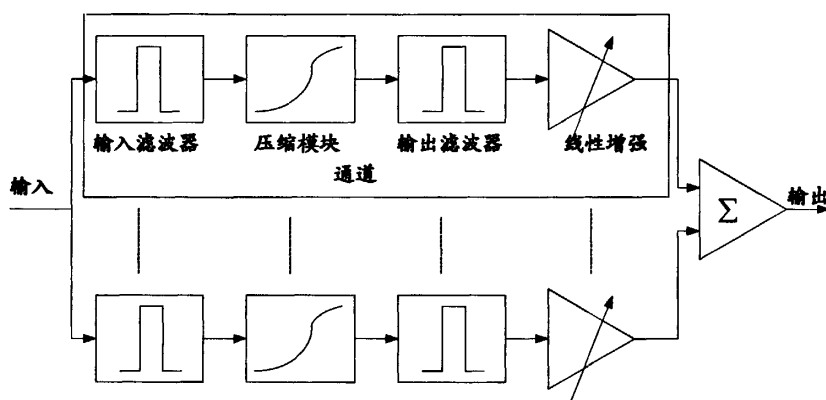 输入滤波器
压缩模块
输出滤波器
线性增强
通道
输入
Σ
输出